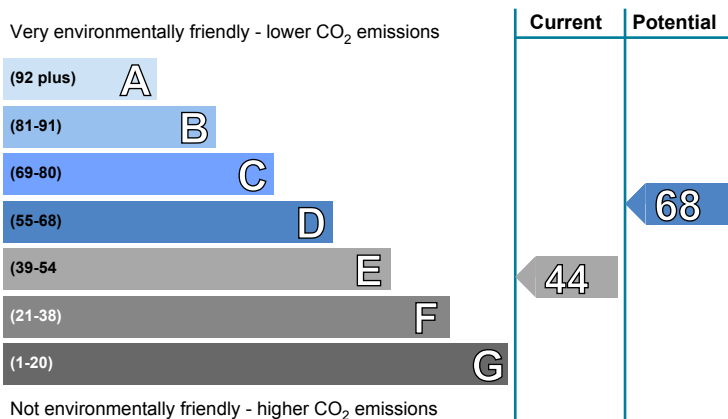 Very environmentally friendly - lower CO2 emissions
Current
Potential
(92 plus) A
(81-91) B
(69-80) C
(55-68) D
68
(39-54 E
44
(21-38) F
(1-20) G
Not environmentally friendly - higher CO2 emissions